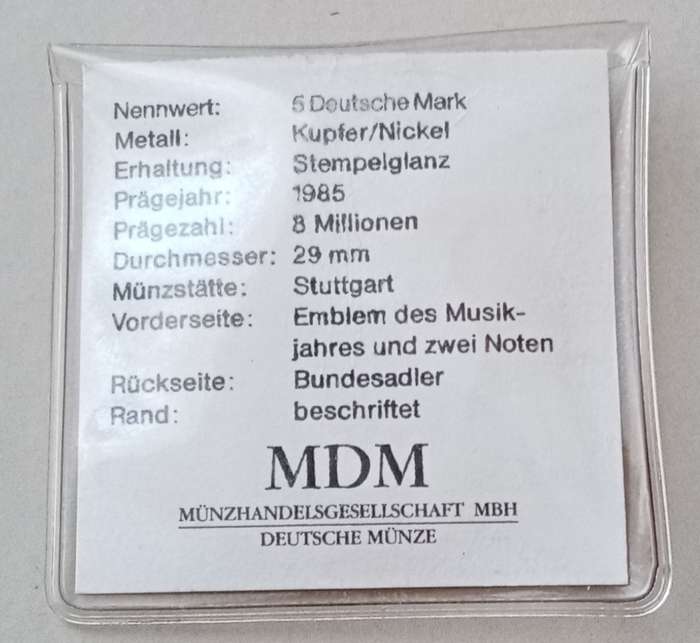 Nennwert: 5 Deutsche Mark
Metall: Kupfer/Nickel
Erhaltung: Stempelglanz
Prägejahr: 1985
Prägezahl: 8 Millionen
Durchmesser: 29 mm
Münzstätte: Stuttgart
Vorderseite: Emblem des Musik-
jahres und zwei Noten
Rückseite: Bundesadler
Rand: beschriftet
MDM
MÜNZHANDELSGESELLSCHAFT MBH
DEUTSCHE MÜNZE